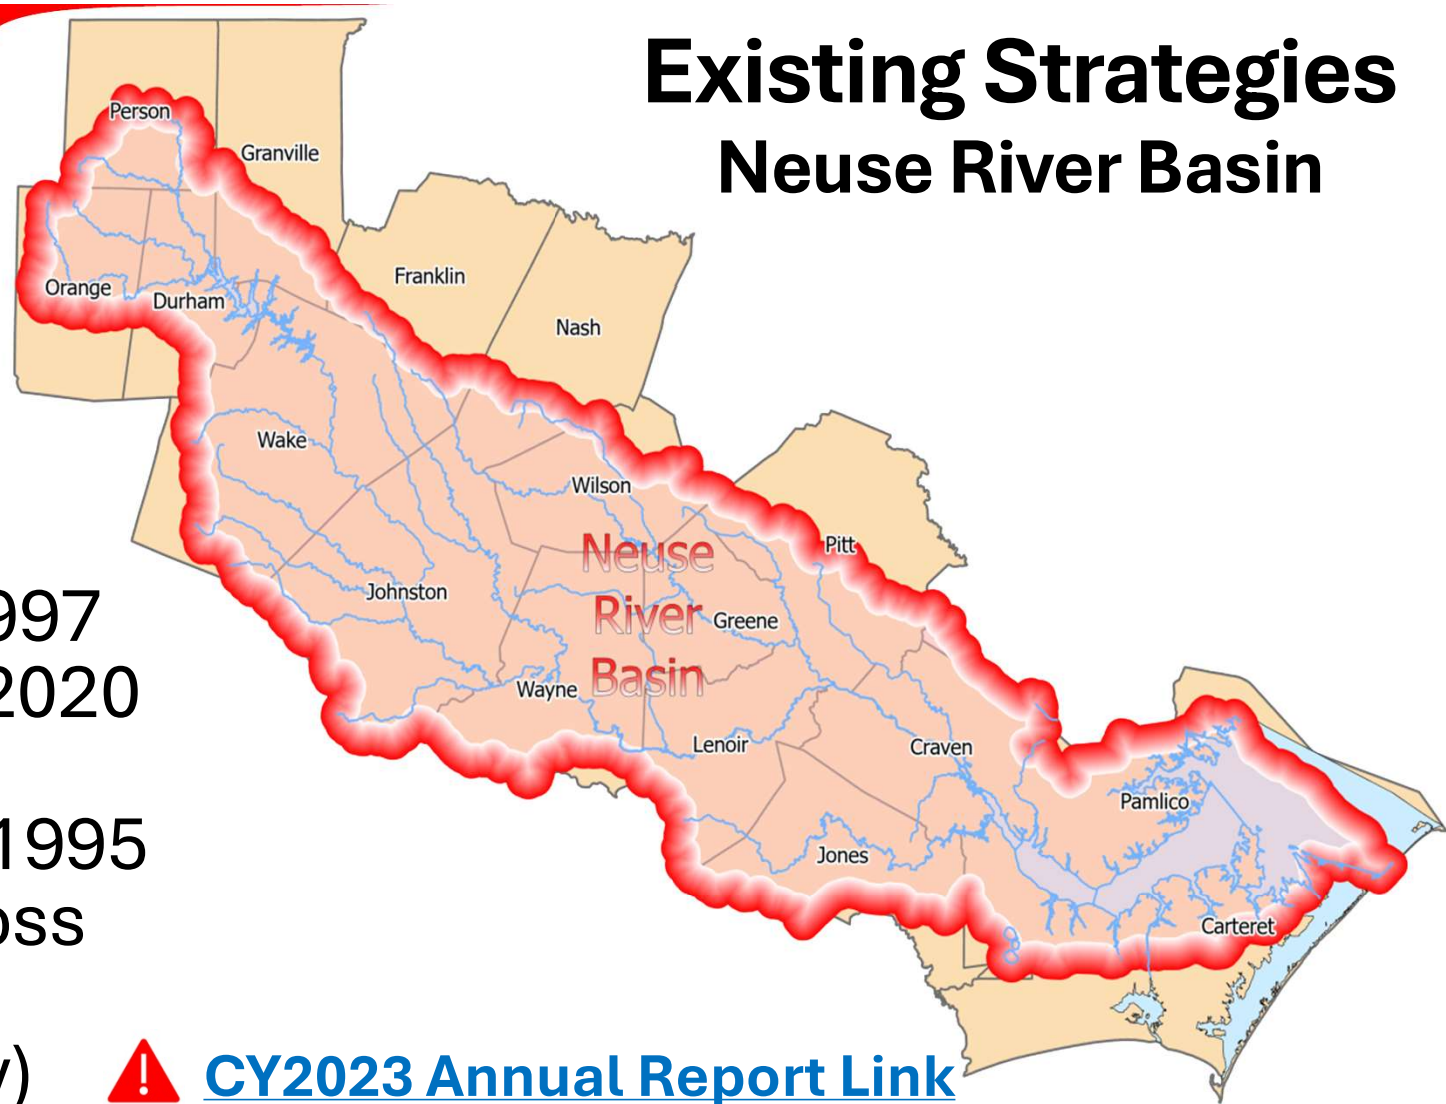 Existing Strategies
Neuse River Basin
Person
Granville
Franklin
Nash
Orange
Durham
Wake
Wilson
Neuse
River
Basin
Pitt
Johnston
Greene
Wayne
Lenoir
Craven
Pamlico
Jones
Carteret
997
2020
1995
oss
)
CY2023 Annual Report Link